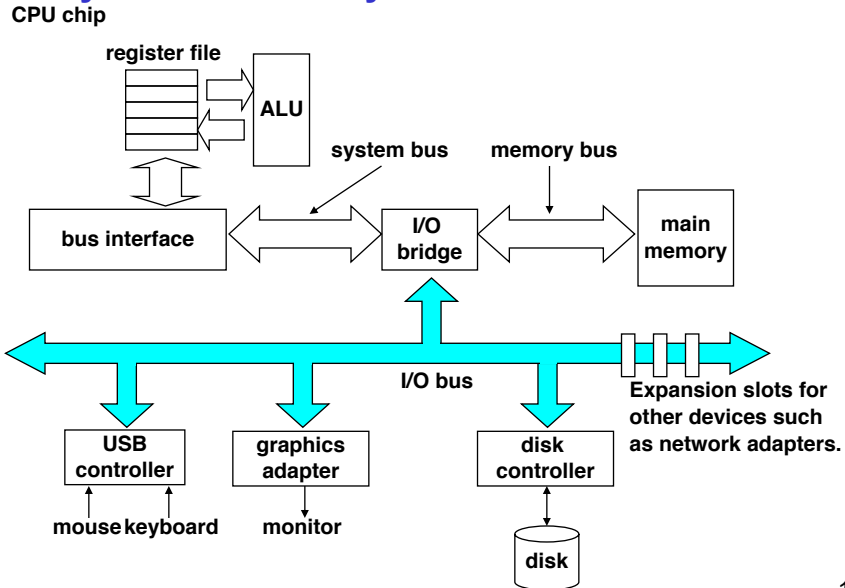 CPU chip
register file
ALU
system bus
memory bus
bus interface
I/O
bridge
main
memory
I/O bus
Expansion slots for
other devices such
as network adapters.
USB
controller
graphics
adapter
disk
controller
mouse keyboard
monitor
disk